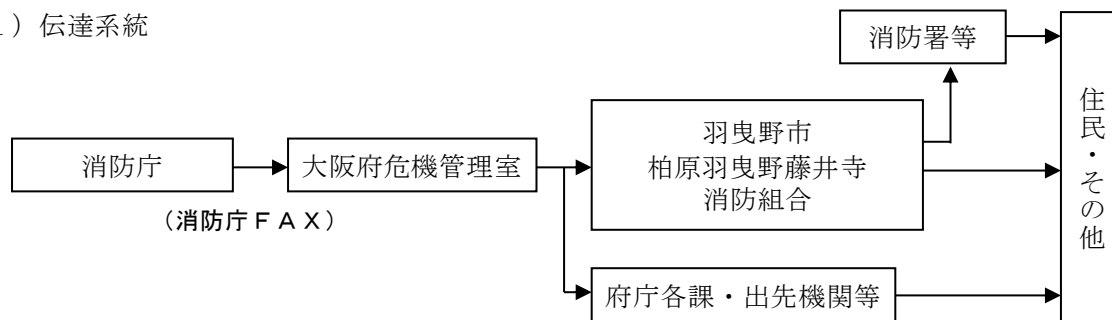 ）伝達系統
消防署等
消防庁
大阪府危機管理室
羽曳野市
柏原羽曳野藤井寺
消防組合
（消防庁ＦＡＸ）
府庁各課・出先機関等
住民・その他